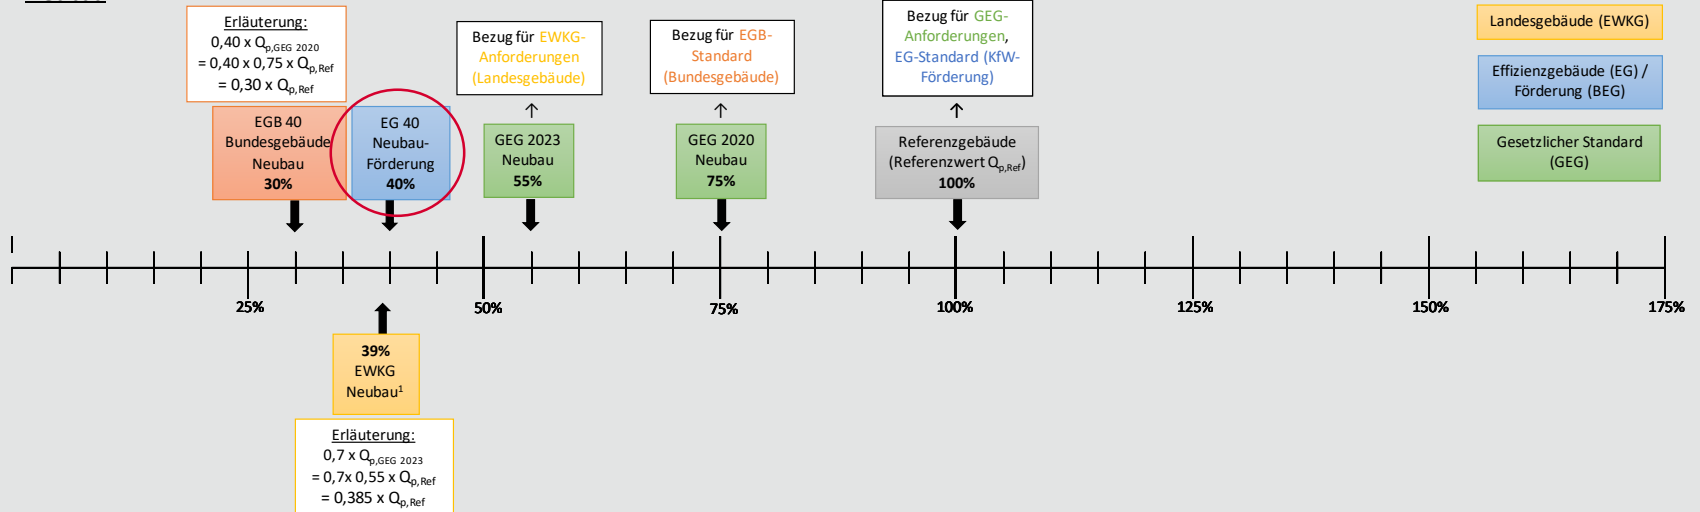 Erläuterung:
0,40 x Qp,GEG 2020
= 0,40 x 0,75 x Qp,Ref
= 0,30 x Qp,Ref
Bezug für EWKG-
Anforderungen
(Landesgebäude)
Bezug für EGB-
Standard
(Bundesgebäude)
Bezug für GEG-
Anforderungen,
EG-Standard (KfW-
Förderung)
Landesgebäude (EWKG)
Effizienzgebäude (EG) /
Förderung (BEG)
Gesetzlicher Standard
(GEG)
EGB 40
Bundesgebäude
Neubau
30%
EG 40
Neubau-
Förderung
40%
GEG 2023
Neubau
55%
GEG 2020
Neubau
75%
Referenzgebäude
(Referenzwert Qp,Ref)
100%
25%
50%
75%
100%
125%
150%
175%
39%
EWKG
Neubau¹
Erläuterung:
0,7 x Qp,GEG 2023
= 0,7x 0,55 x Qp,Ref
= 0,385 x Qp,Ref